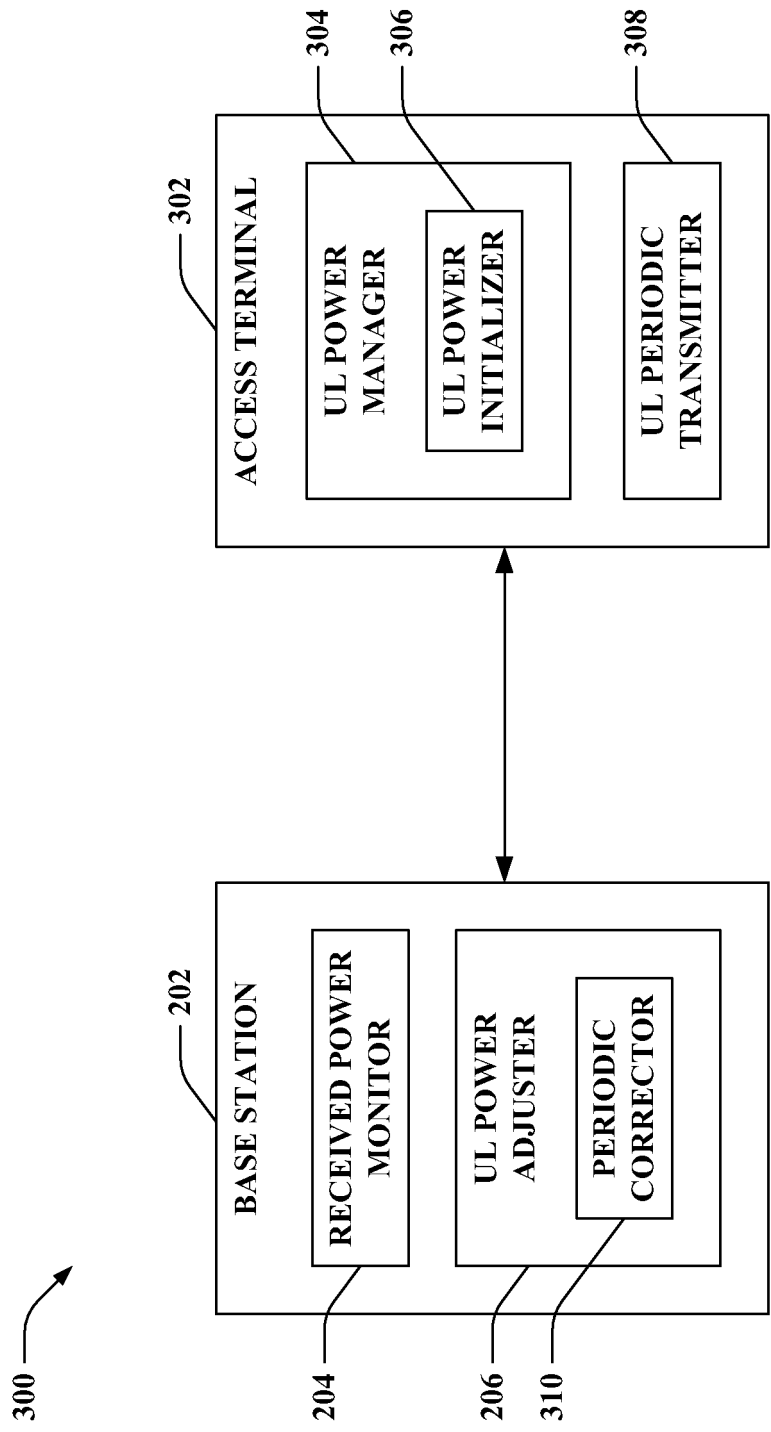 300
202
BASE STATION
204
RECEIVED POWER
MONITOR
206
UL POWER
ADJUSTER
310
PERIODIC
CORRECTOR
302
ACCESS TERMINAL
304
UL POWER
MANAGER
306
UL POWER
INITIALIZER
308
UL PERIODIC
TRANSMITTER